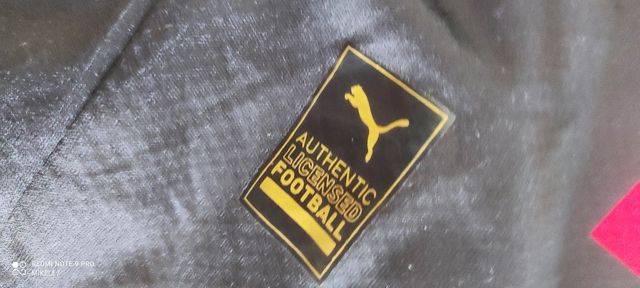 AUTHENTIC
LICENSED
FOOTBALL
REDMI NOTE 9 PRO